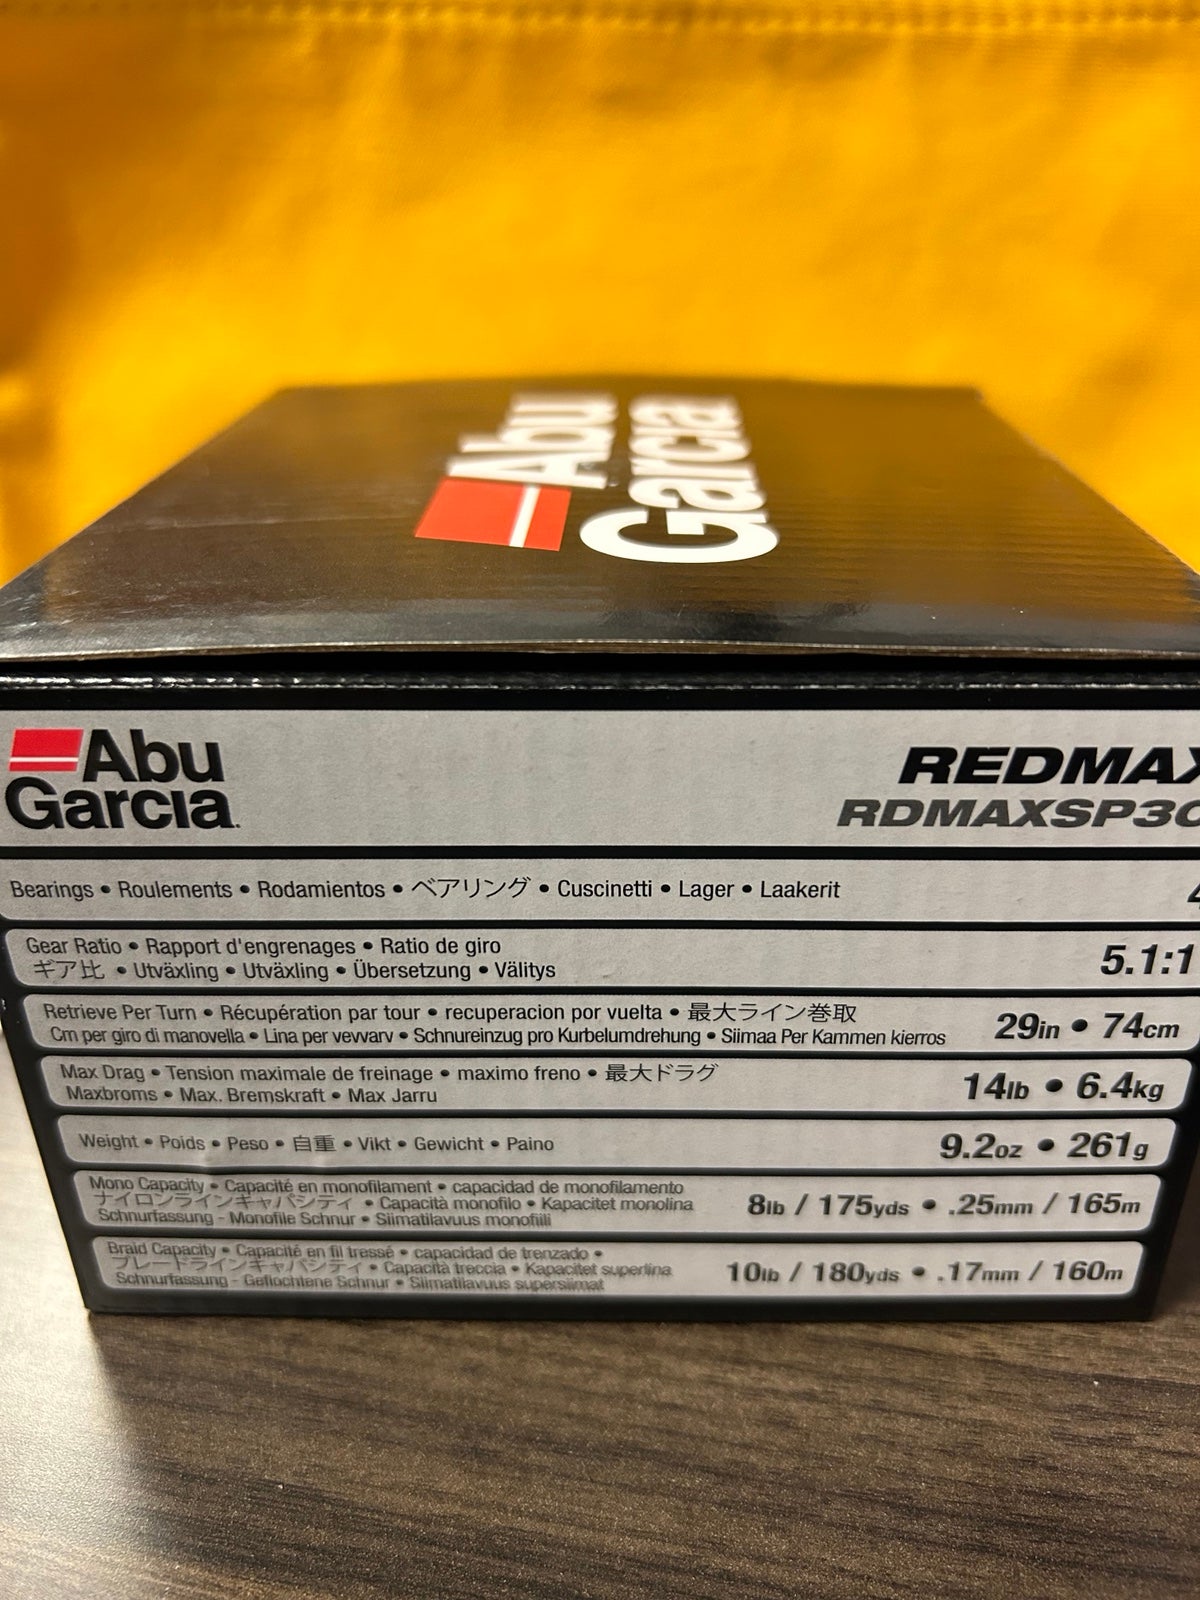 Abu
Garcia
Abu
Garcia
REDMAX
RDMAXSP30
Bearings • Roulements • Rodamientos • ベアリング • Cuscinetti • Lager • Laakerit
4
Gear Ratio • Rapport d'engrenages • Ratio de giro
ギア比 • Utväxling • Utväxling • Übersetzung • Välitys
5.1:1
Retrieve Per Turn • Récupération par tour • recuperacion por vuelta • 最大ライン巻取
Cm per giro di manovella • Lina per vevvarv • Schnureinzug pro Kurbelumdrehung • Siimaa Per Kammen kierros
29in • 74cm
Max Drag • Tension maximale de freinage • maximo freno • 最大ドラグ
Maxbroms • Max. Bremskraft • Max Jarru
14lb • 6.4kg
Weight • Poids • Peso • 自重 • Vikt • Gewicht • Paino
9.2oz • 261g
Mono Capacity • Capacité en monofilament • capacidad de monofilamento
ナイロンラインキャパシティ • Capacità monofilo • Kapacitet monolina
Schnurfassung - Monofile Schnur • Siimatilavuus monofiili
8lb / 175yds • .25mm / 165m
Braid Capacity • Capacité en fil tressé • capacidad de trenzado •
ブレードラインキャパシティ • Capacità treccia • Kapacitet superlina
Schnurfassung - Geflochtene Schnur • Siimatilavuus supersiimat
10lb / 180yds • .17mm / 160m